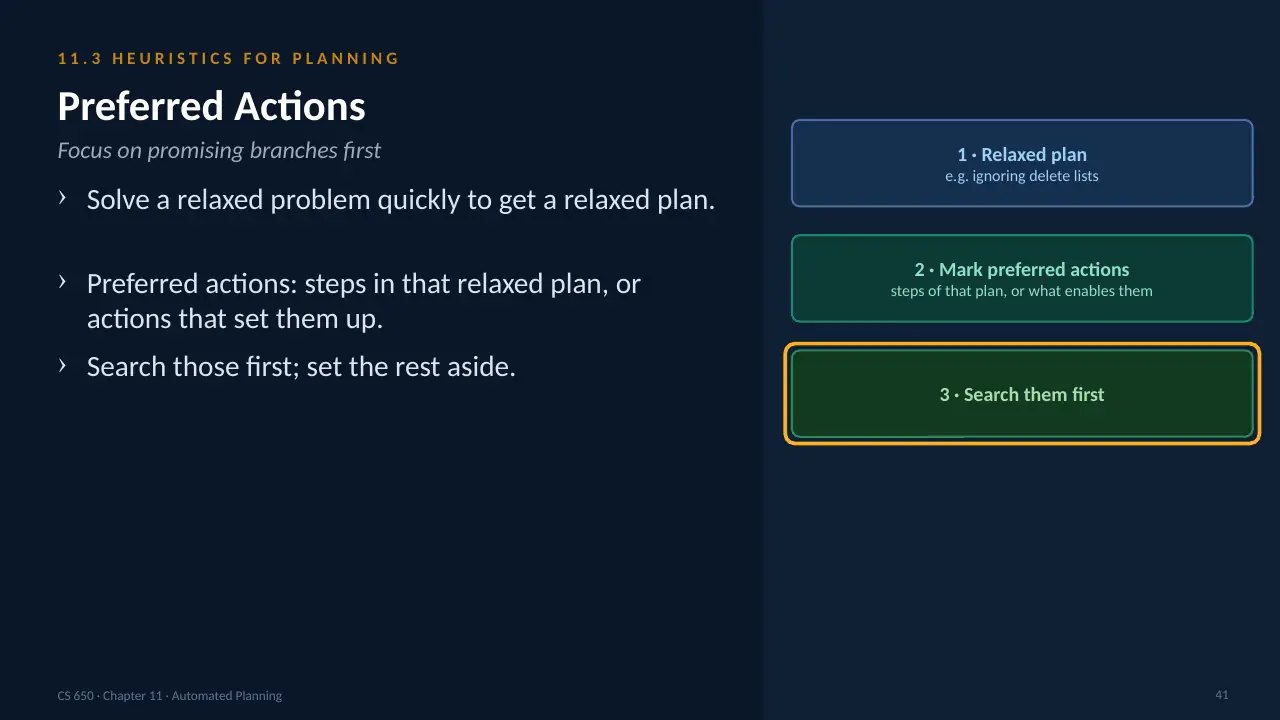 11.3 HEURISTICS FOR PLANNING
Preferred Actions
Focus on promising branches first
› Solve a relaxed problem quickly to get a relaxed plan.
› Preferred actions: steps in that relaxed plan, or
actions that set them up.
› Search those first; set the rest aside.
1 · Relaxed plan
e.g. ignoring delete lists
2 · Mark preferred actions
steps of that plan, or what enables them
3 · Search them first
CS 650 · Chapter 11 · Automated Planning
41